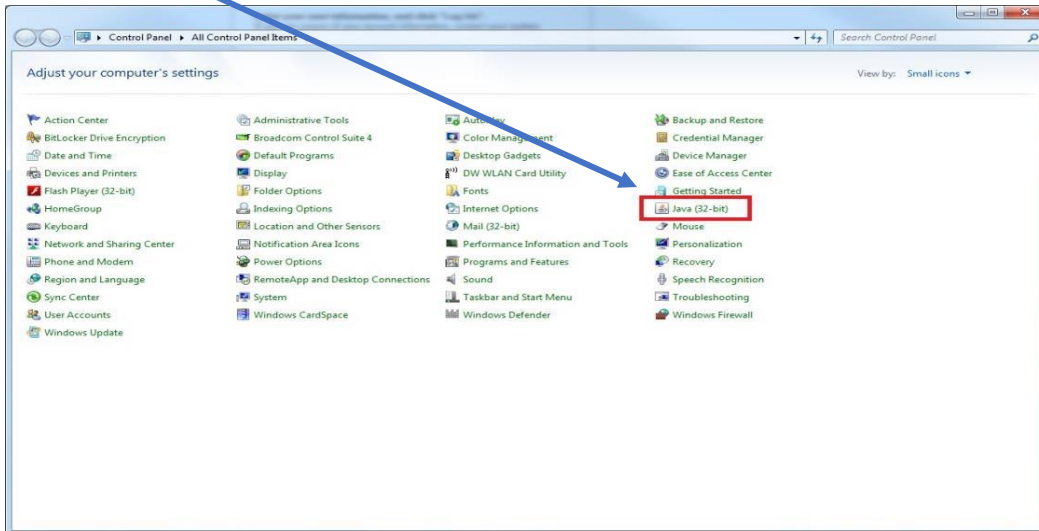 Control Panel ▸ All Control Panel Items
Search Control Panel
Adjust your computer's settings
View by: Small icons
Action Center
Administrative Tools
Backup and Restore
BitLocker Drive Encryption
Broadcom Control Suite 4
Color Management
Credential Manager
Date and Time
Default Programs
Desktop Gadgets
Device Manager
Devices and Printers
Display
DW WLAN Card Utility
Ease of Access Center
Flash Player (32-bit)
Folder Options
Fonts
Getting Started
HomeGroup
Indexing Options
Internet Options
Java (32-bit)
Keyboard
Location and Other Sensors
Mail (32-bit)
Mouse
Network and Sharing Center
Notification Area Icons
Performance Information and Tools
Personalization
Phone and Modem
Power Options
Programs and Features
Recovery
Region and Language
RemoteApp and Desktop Connections
Sound
Speech Recognition
Sync Center
System
Taskbar and Start Menu
Troubleshooting
User Accounts
Windows CardSpace
Windows Defender
Windows Firewall
Windows Update